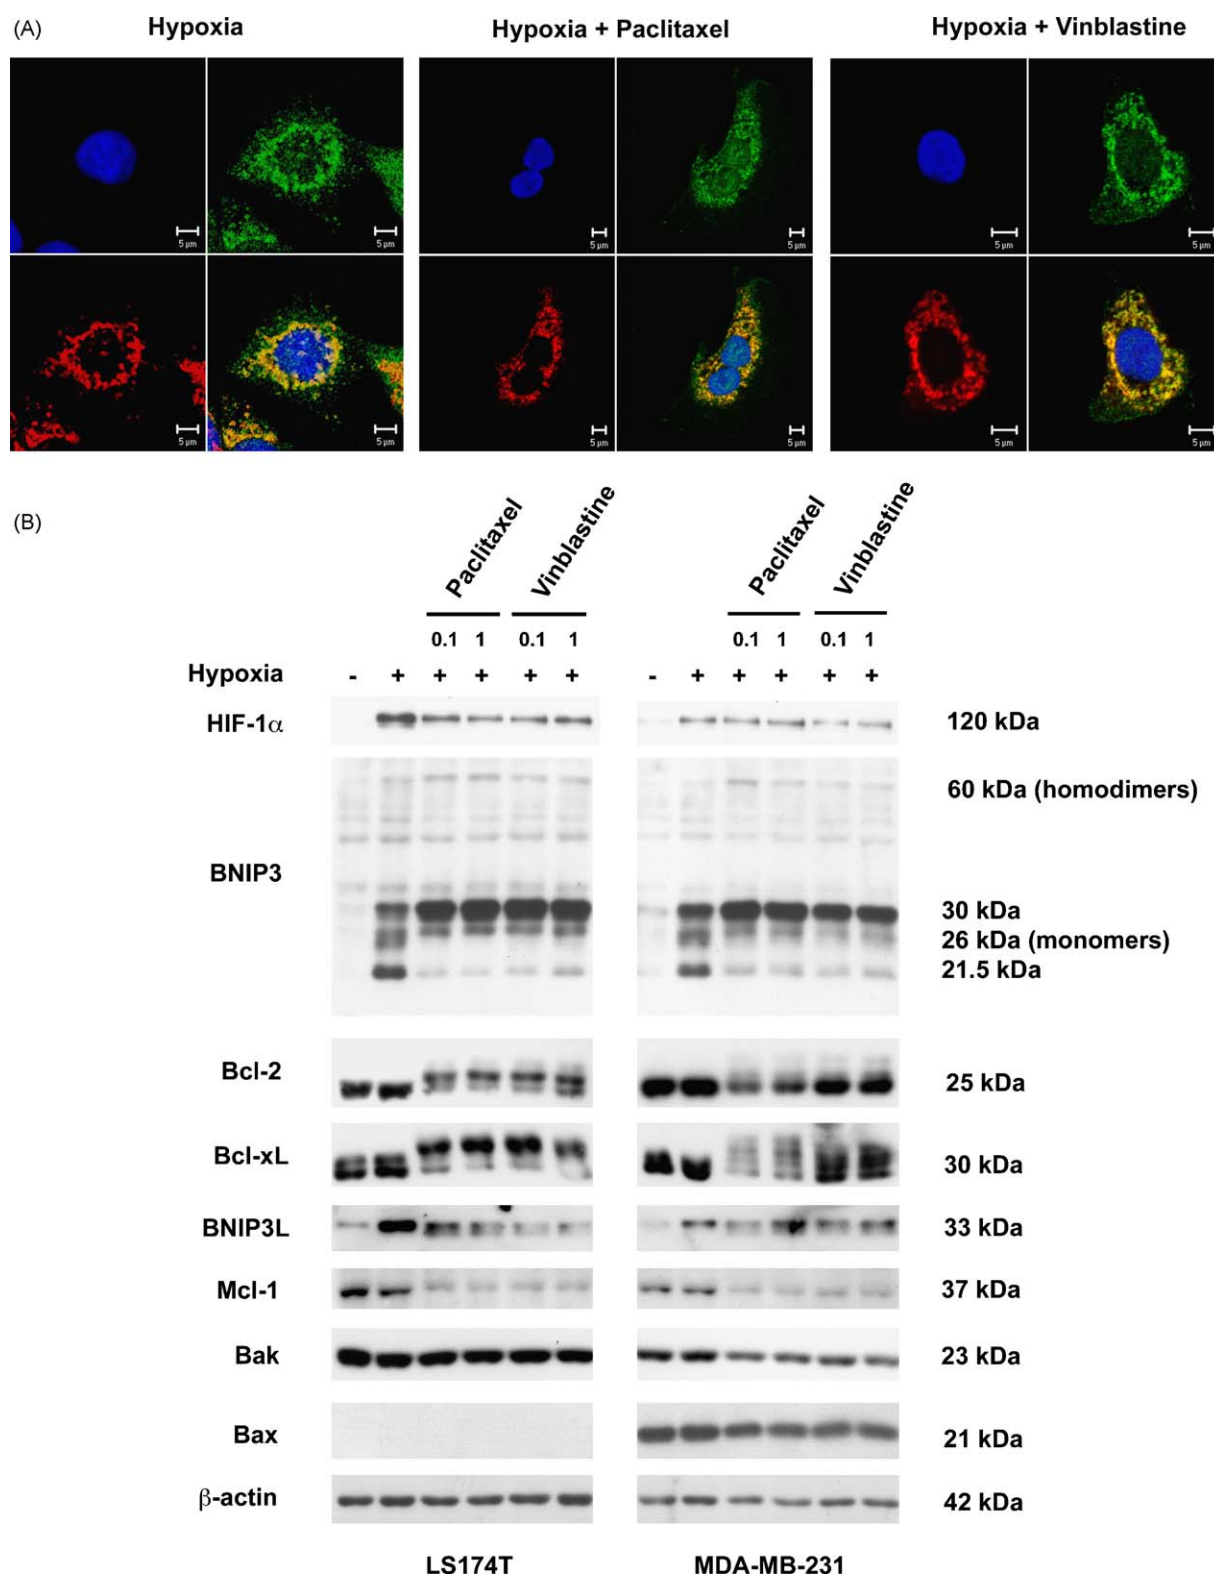 (A) Hypoxia Hypoxia + Paclitaxel Hypoxia + Vinblastine
5 µm 5 µm 5 µm 5 µm 5 µm 5 µm
5 µm 5 µm 5 µm 5 µm 5 µm 5 µm
(B)
Paclitaxel Vinblastine Paclitaxel Vinblastine
0.1 1 0.1 1 0.1 1 0.1 1
Hypoxia - + + + + + - + + + + +
HIF-1α 120 kDa
60 kDa (homodimers)
BNIP3
30 kDa
26 kDa (monomers)
21.5 kDa
Bcl-2 25 kDa
Bcl-xL 30 kDa
BNIP3L 33 kDa
Mcl-1 37 kDa
Bak 23 kDa
Bax 21 kDa
β-actin 42 kDa
LS174T MDA-MB-231